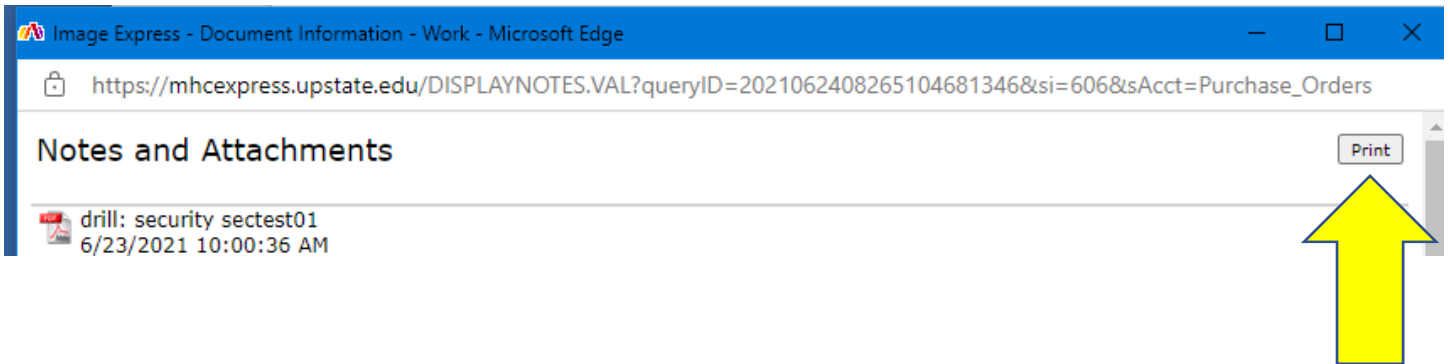 Image Express - Document Information - Work - Microsoft Edge
https://mhcexpress.upstate.edu/DISPLAYNOTES.VAL?queryID=2021062408265104681346&si=606&sAcct=Purchase_Orders
Notes and Attachments
Print
drill: security sectest01
6/23/2021 10:00:36 AM